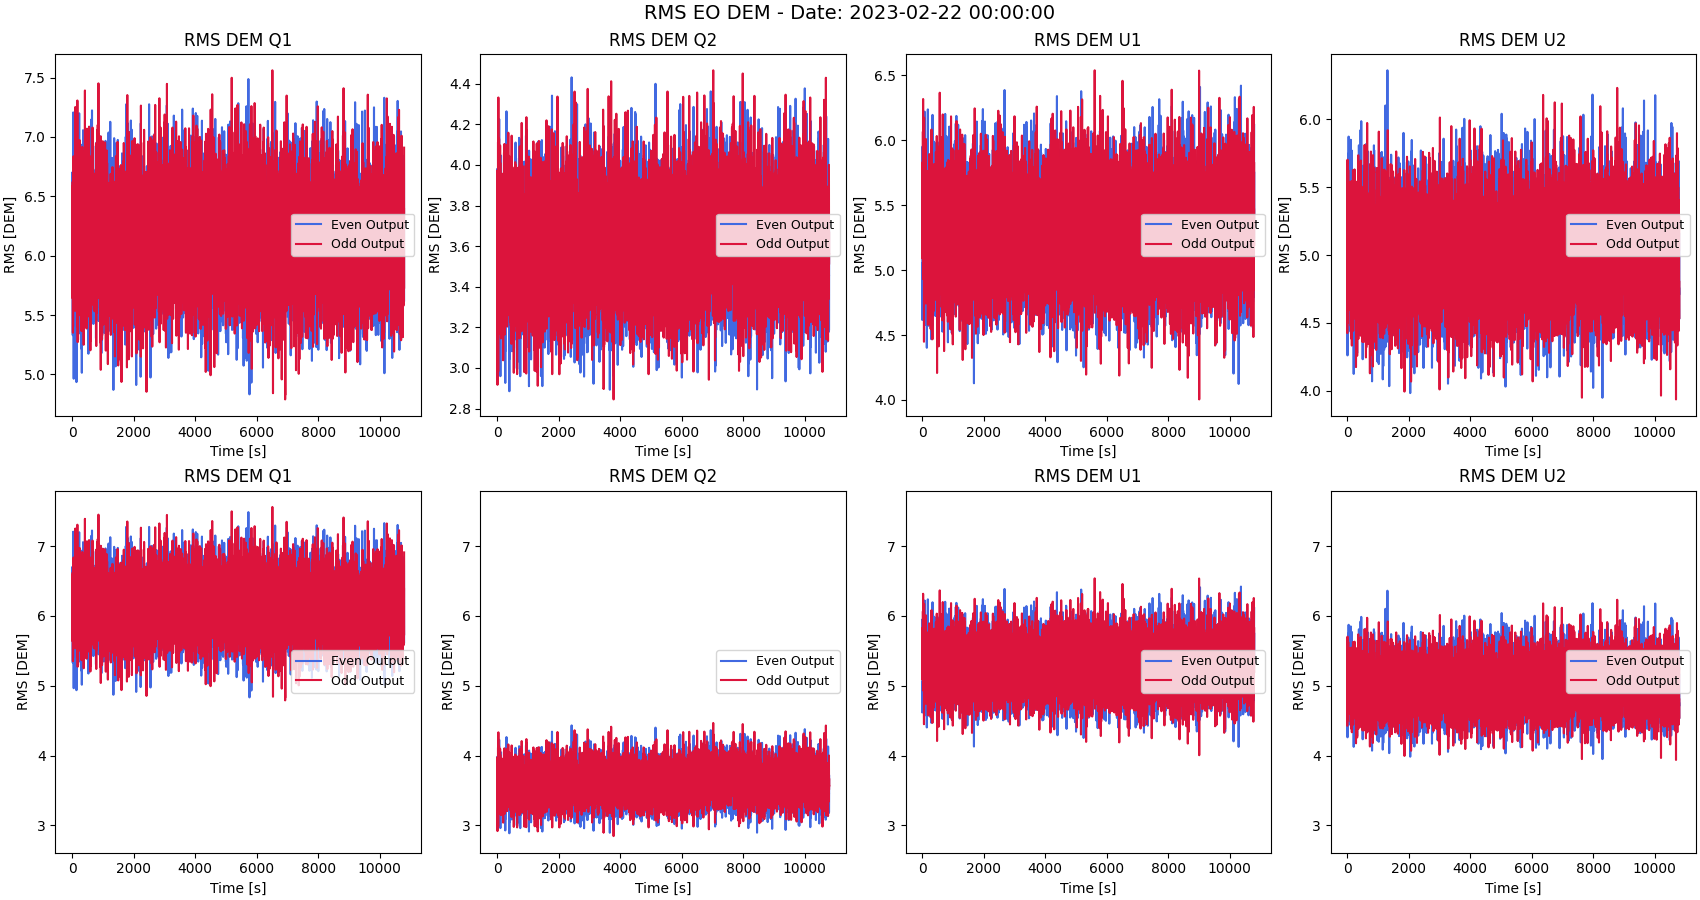 RMS EO DEM - Date: 2023-02-22 00:00:00
RMS DEM Q1
RMS [DEM]
7.5
7.0
6.5
6.0
5.5
5.0
Even Output
Odd Output
0 2000 4000 6000 8000 10000
Time [s]
RMS DEM Q2
RMS [DEM]
4.4
4.2
4.0
3.8
3.6
3.4
3.2
3.0
2.8
Even Output
Odd Output
0 2000 4000 6000 8000 10000
Time [s]
RMS DEM U1
RMS [DEM]
6.5
6.0
5.5
5.0
4.5
4.0
Even Output
Odd Output
0 2000 4000 6000 8000 10000
Time [s]
RMS DEM U2
RMS [DEM]
6.0
5.5
5.0
4.5
4.0
Even Output
Odd Output
0 2000 4000 6000 8000 10000
Time [s]
RMS DEM Q1
RMS [DEM]
7
6
5
4
3
Even Output
Odd Output
0 2000 4000 6000 8000 10000
Time [s]
RMS DEM Q2
RMS [DEM]
7
6
5
4
3
Even Output
Odd Output
0 2000 4000 6000 8000 10000
Time [s]
RMS DEM U1
RMS [DEM]
7
6
5
4
3
Even Output
Odd Output
0 2000 4000 6000 8000 10000
Time [s]
RMS DEM U2
RMS [DEM]
7
6
5
4
3
Even Output
Odd Output
0 2000 4000 6000 8000 10000
Time [s]